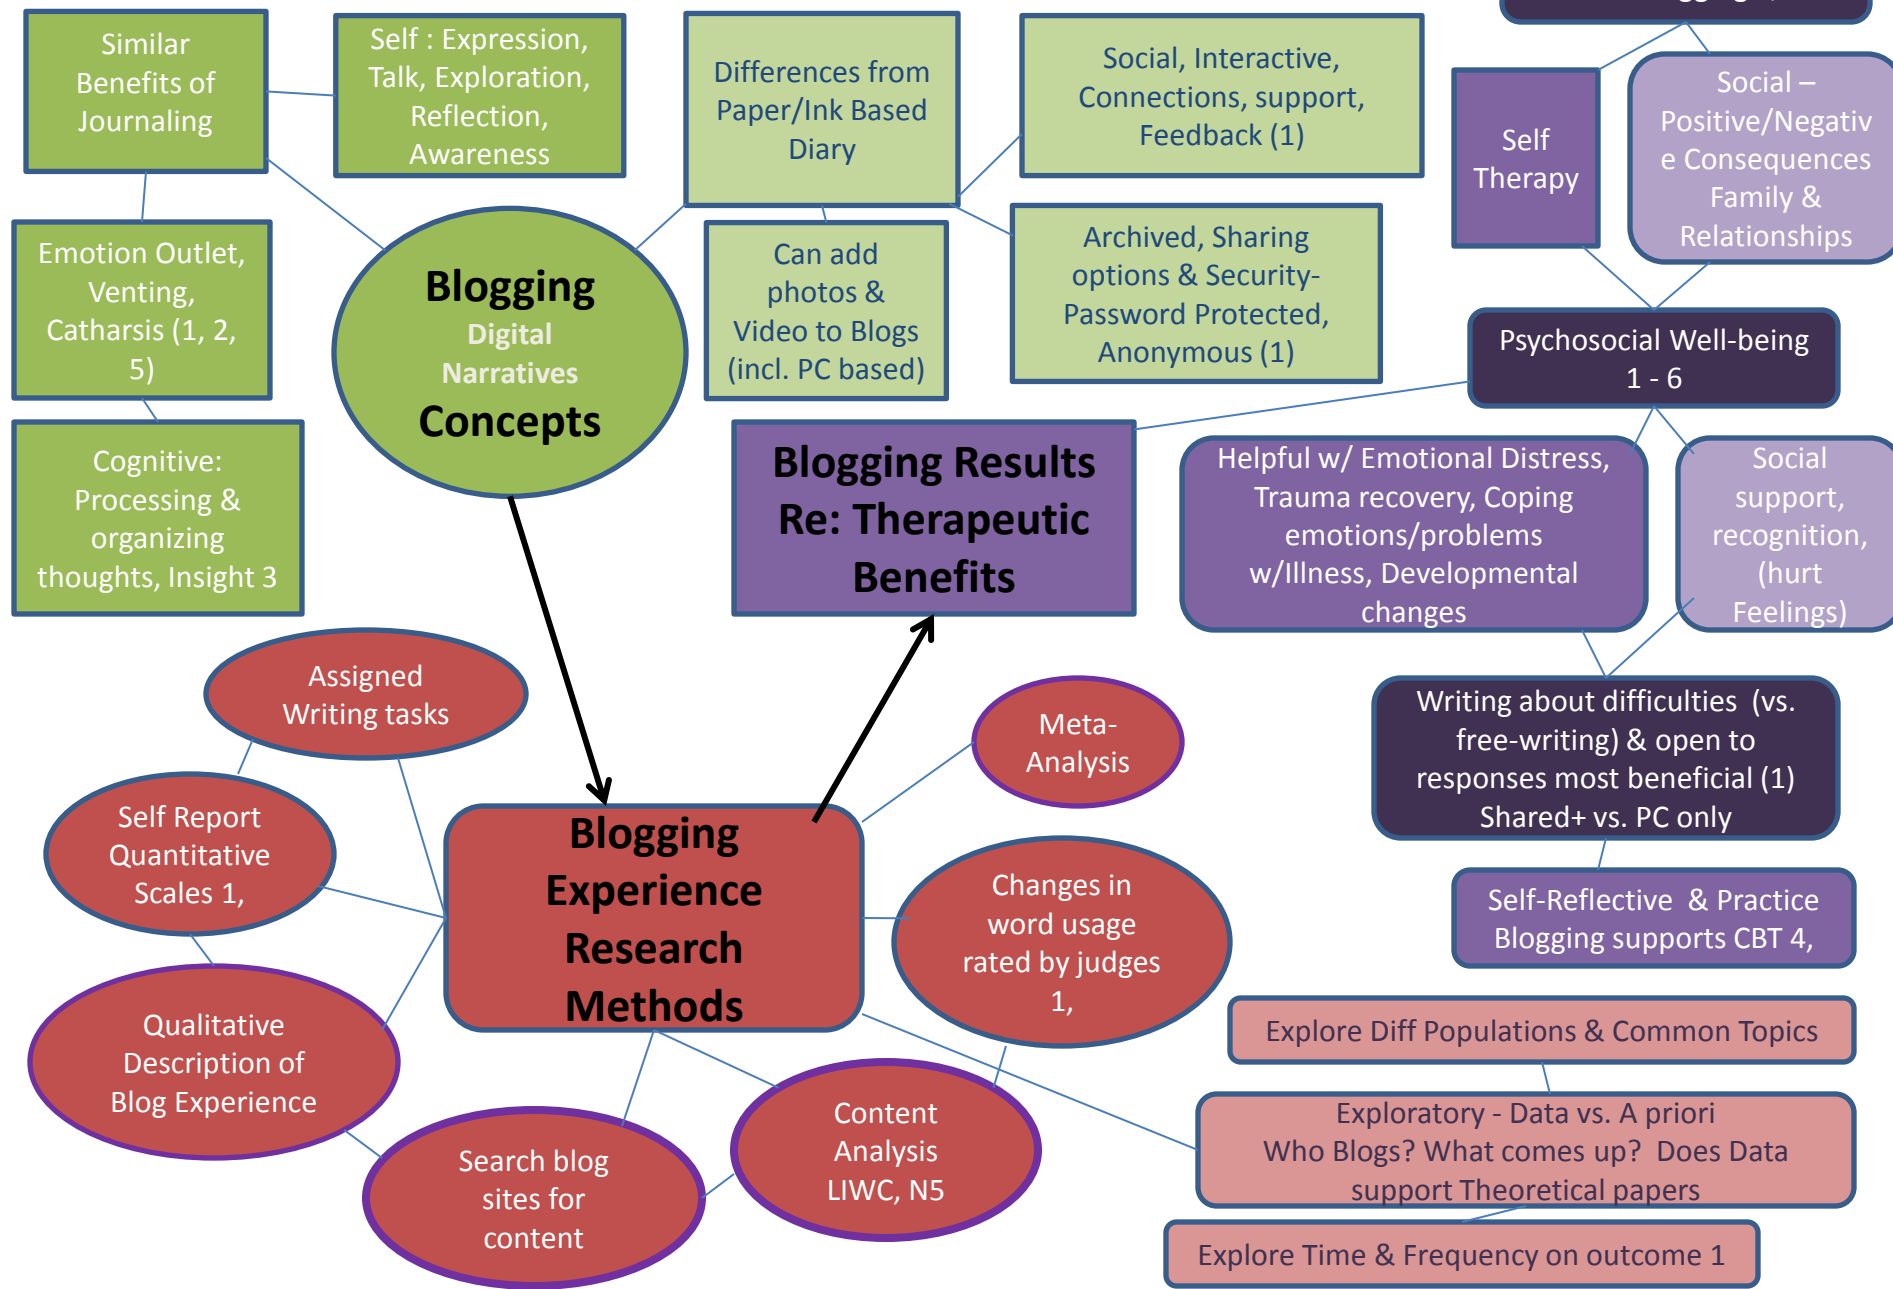 Similar
Benefits of
Journaling
Self : Expression,
Talk, Exploration,
Reflection,
Awareness
Differences from
Paper/Ink Based
Diary
Social, Interactive,
Connections, support,
Feedback (1)
Self
Therapy
Social –
Positive/Negativ
e Consequences
Family &
Relationships
Emotion Outlet,
Venting,
Catharsis (1, 2,
5)
Blogging
Digital
Narratives
Concepts
Can add
photos &
Video to Blogs
(incl. PC based)
Archived, Sharing
options & Security-
Password Protected,
Anonymous (1)
Psychosocial Well-being
1 - 6
Cognitive:
Processing &
organizing
thoughts, Insight 3
Blogging Results
Re: Therapeutic
Benefits
Helpful w/ Emotional Distress,
Trauma recovery, Coping
emotions/problems
w/Illness, Developmental
changes
Social
support,
recognition,
(hurt
Feelings)
Assigned
Writing tasks
Meta-
Analysis
Writing about difficulties (vs.
free-writing) & open to
responses most beneficial (1)
Shared+ vs. PC only
Self Report
Quantitative
Scales 1,
Blogging
Experience
Research
Methods
Changes in
word usage
rated by judges
1,
Self-Reflective & Practice
Blogging supports CBT 4,
Qualitative
Description of
Blog Experience
Explore Diff Populations & Common Topics
Search blog
sites for
content
Content
Analysis
LIWC, N5
Exploratory - Data vs. A priori
Who Blogs? What comes up? Does Data
support Theoretical papers
Explore Time & Frequency on outcome 1